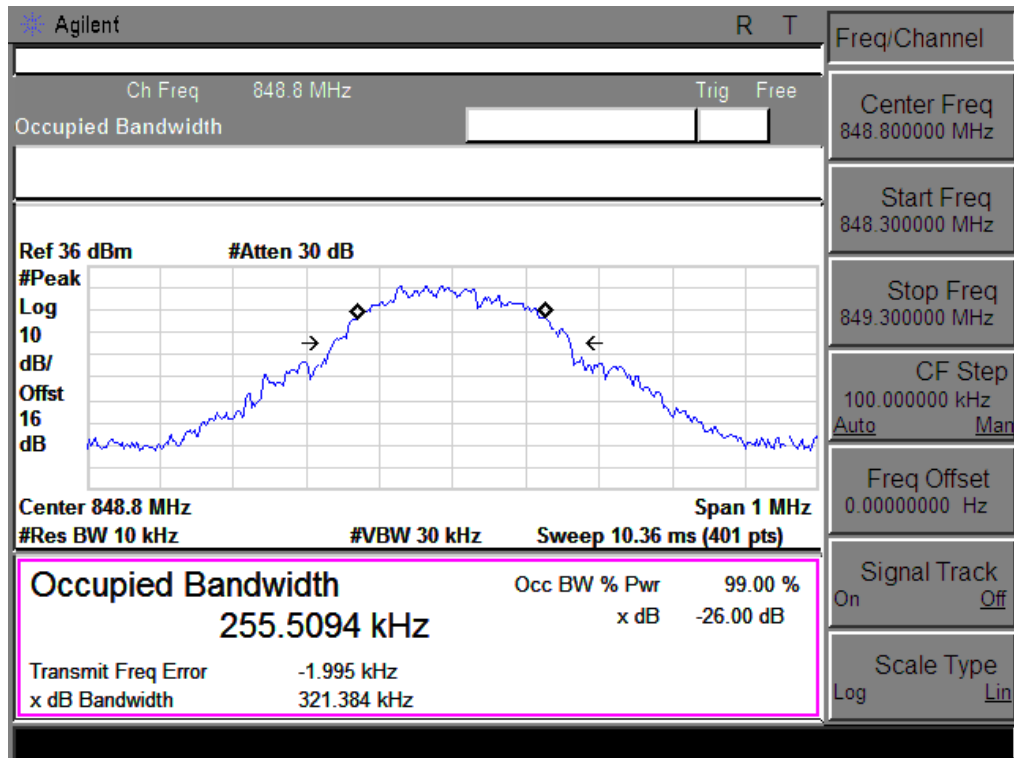 Agilent R T
Ch Freq 848.8 MHz Trig Free
Occupied Bandwidth
Ref 36 dBm #Atten 30 dB
#Peak
Log
10
dB/
Offst
16
dB
Center 848.8 MHz Span 1 MHz
#Res BW 10 kHz #VBW 30 kHz Sweep 10.36 ms (401 pts)
Occupied Bandwidth Occ BW % Pwr 99.00 %
255.5094 kHz x dB -26.00 dB
Transmit Freq Error -1.995 kHz
x dB Bandwidth 321.384 kHz
Freq/Channel
Center Freq
848.800000 MHz
Start Freq
848.300000 MHz
Stop Freq
849.300000 MHz
CF Step
100.000000 kHz
Auto Man
Freq Offset
0.00000000 Hz
Signal Track
On Off
Scale Type
Log Lin